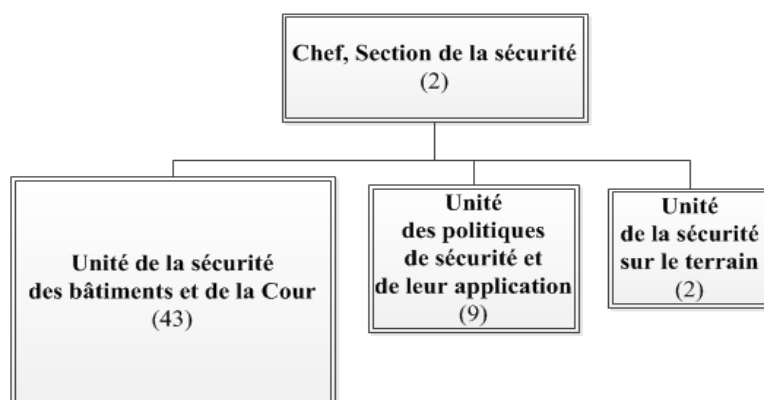 Chef, Section de la sécurité
(2)
Unité de la sécurité
des bâtiments et de la Cour
(43)
Unité
des politiques
de sécurité et
de leur application
(9)
Unité
de la sécurité
sur le terrain
(2)